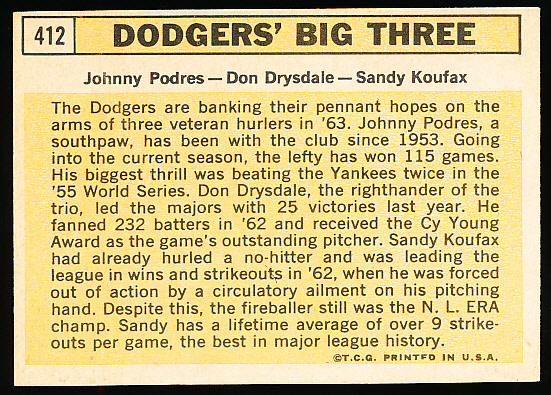 412 DODGERS' BIG THREE
Johnny Podres — Don Drysdale — Sandy Koufax
The Dodgers are banking their pennant hopes on the
arms of three veteran hurlers in '63. Johnny Podres, a
southpaw, has been with the club since 1953. Going
into the current season, the lefty has won 115 games.
His biggest thrill was beating the Yankees twice in the
'55 World Series. Don Drysdale, the righthander of the
trio, led the majors with 25 victories last year. He
fanned 232 batters in '62 and received the Cy Young
Award as the game's outstanding pitcher. Sandy Koufax
had already hurled a no-hitter and was leading the
league in wins and strikeouts in '62, when he was forced
out of action by a circulatory ailment on his pitching
hand. Despite this, the fireballer still was the N. L. ERA
champ. Sandy has a lifetime average of over 9 strike-
outs per game, the best in major league history.
©T.C.G. PRINTED IN U.S.A.